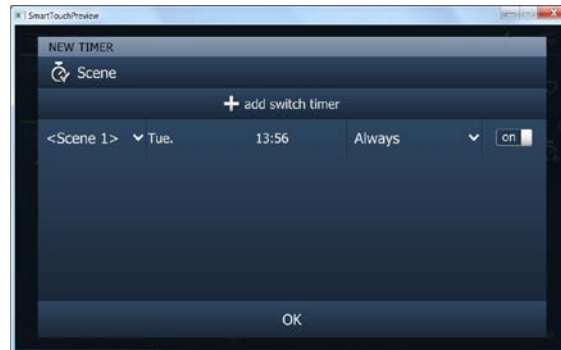 SmartTouchPreview
NEW TIMER
Scene
+ add switch timer
<Scene 1> Tue. 13:56 Always on
OK